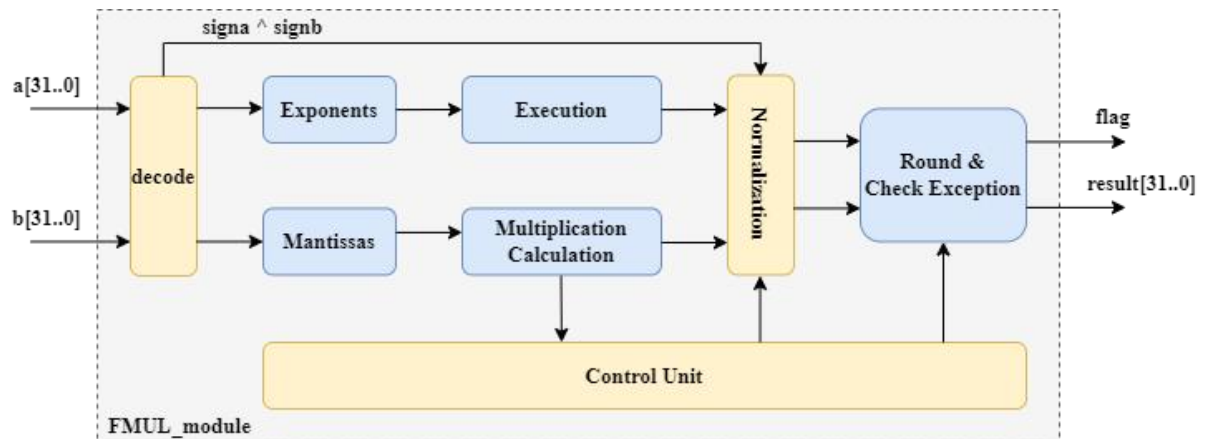 signa ^ signb
a[31..0]
decode
Exponents
Execution
Normalization
flag
Round &
Check Exception
result[31..0]
b[31..0]
Mantissas
Multiplication
Calculation
Control Unit
FMUL_module